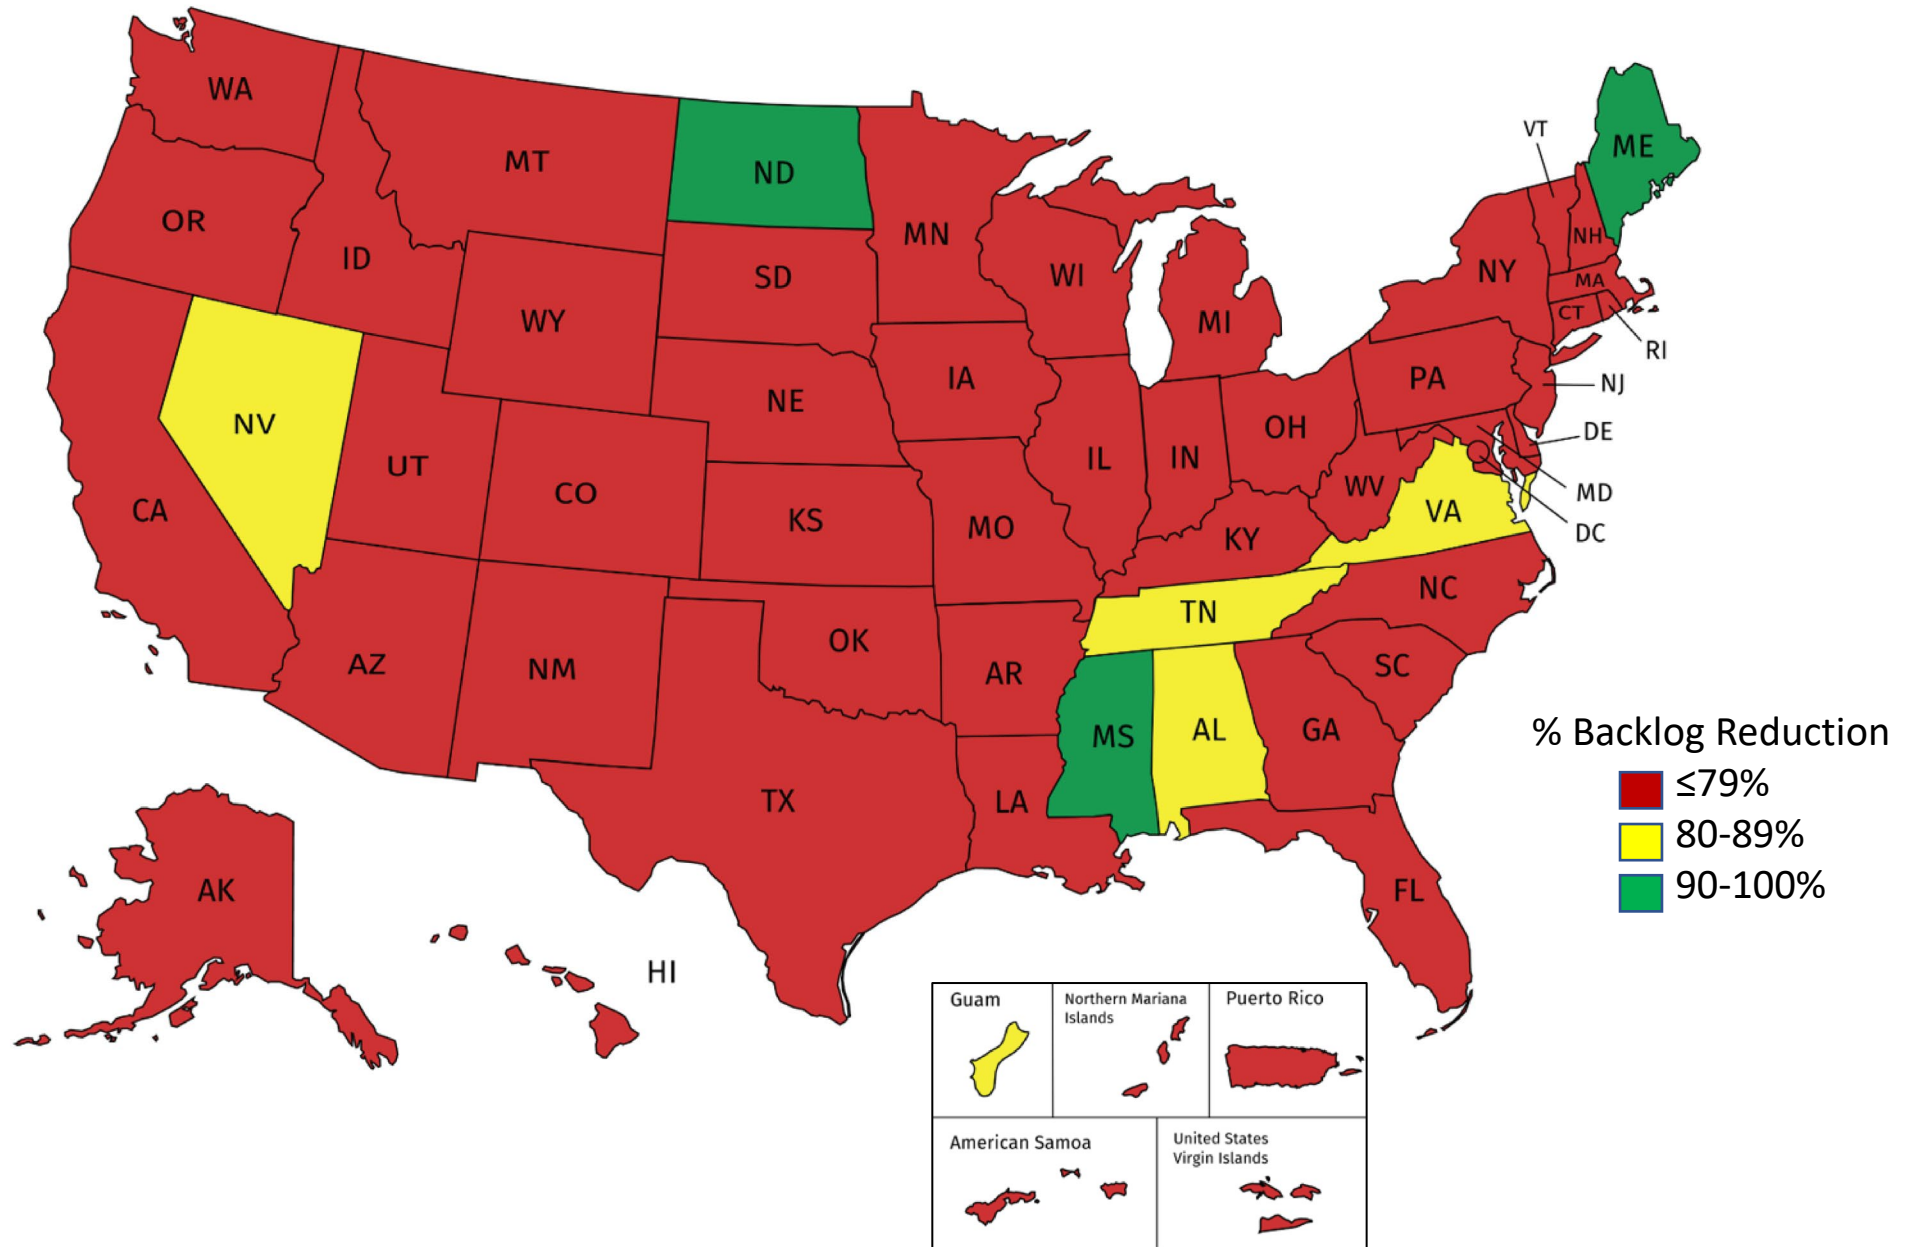 WA
MT
ND
MN
VT
ME
OR
ID
SD
WI
NY
NH
MA
CT
RI
WY
MI
NE
IA
PA
NJ
NV
UT
CO
IL
IN
OH
DE
CA
KS
MO
WV
VA
MD
DC
KY
NC
TN
AZ
NM
OK
AR
SC
MS
AL
GA
TX
LA
FL
AK
HI
% Backlog Reduction
≤79%
80-89%
90-100%
Guam
Northern Mariana
Islands
Puerto Rico
American Samoa
United States
Virgin Islands